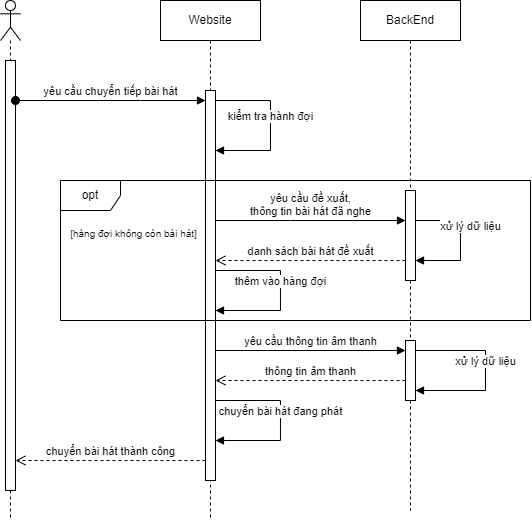 Website
BackEnd
yêu cầu chuyển tiếp bài hát
kiểm tra hành đợi
opt
[hàng đợi không còn bài hát]
yêu cầu đề xuất,
thông tin bài hát đã nghe
xử lý dữ liệu
danh sách bài hát đề xuất
thêm vào hàng đợi
yêu cầu thông tin âm thanh
xử lý dữ liệu
thông tin âm thanh
chuyển bài hát đang phát
chuyển bài hát thành công